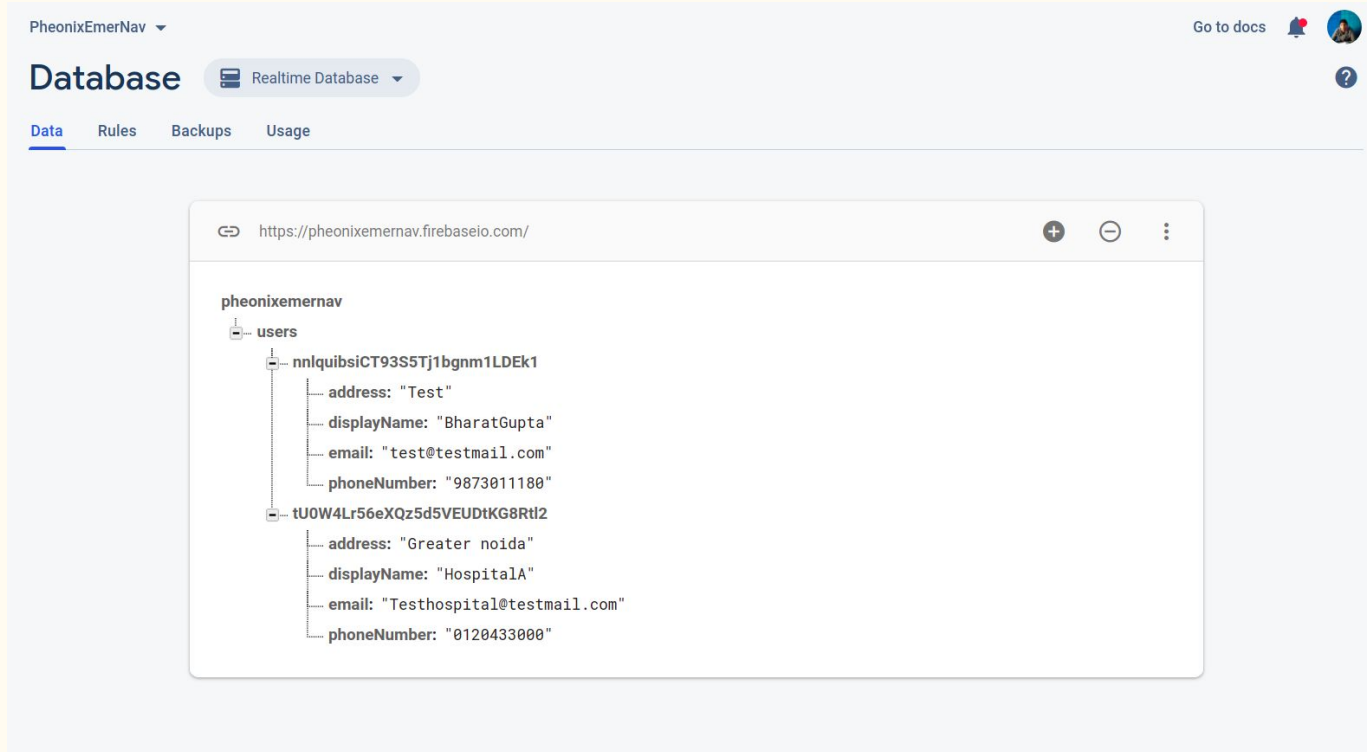 PheonixEmerNav
Go to docs
Database
Realtime Database
?
Data Rules Backups Usage
https://pheonixemernav.firebaseio.com/
pheonixemernav
users
nnlquibsiCT93S5Tj1bgnm1LDEk1
address: "Test"
displayName: "BharatGupta"
email: "test@testmail.com"
phoneNumber: "9873011180"
tU0W4Lr56eXQz5d5VEUDtKG8Rtl2
address: "Greater noida"
displayName: "HospitalA"
email: "Testhospital@testmail.com"
phoneNumber: "0120433000"